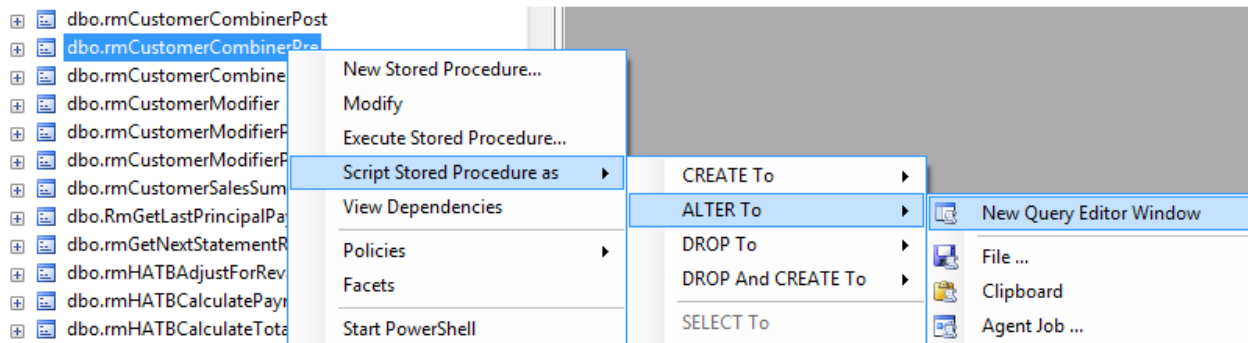 dbo.rmCustomerCombinerPost
dbo.rmCustomerCombinerPre
dbo.rmCustomerCombine
dbo.rmCustomerModifier
dbo.rmCustomerModifierP
dbo.rmCustomerModifierP
dbo.rmCustomerSalesSum
dbo.RmGetLastPrincipalPay
dbo.rmGetNextStatementR
dbo.rmHATBAdjustForRev
dbo.rmHATBCalculatePayr
dbo.rmHATBCalculateTota
New Stored Procedure...
Modify
Execute Stored Procedure...
Script Stored Procedure as
View Dependencies
Policies
Facets
Start PowerShell
CREATE To
ALTER To
DROP To
DROP And CREATE To
SELECT To
New Query Editor Window
File ...
Clipboard
Agent Job ...